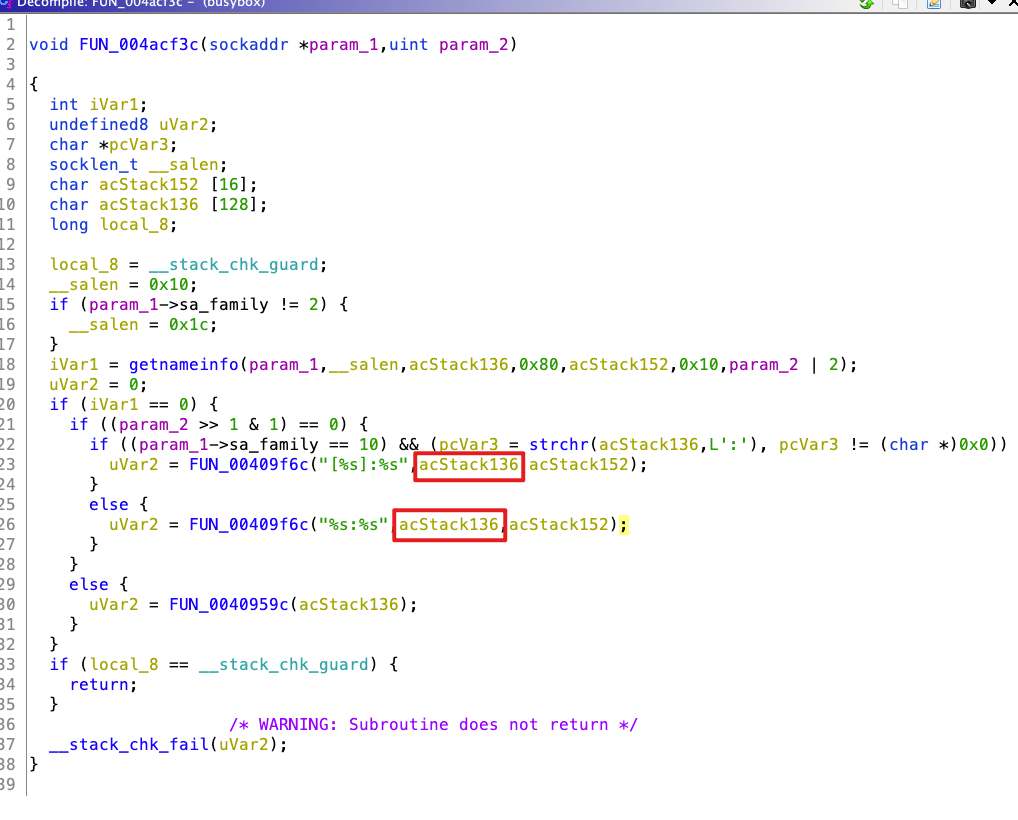 Decompile: FUN_004acf3c - (busybox)
1
2 void FUN_004acf3c(sockaddr *param_1,uint param_2)
3
4 {
5 int iVar1;
6 undefined8 uVar2;
7 char *pcVar3;
8 socklen_t __salen;
9 char acStack152 [16];
10 char acStack136 [128];
11 long local_8;
12
13 local_8 = __stack_chk_guard;
14 __salen = 0x10;
15 if (param_1->sa_family != 2) {
16 __salen = 0x1c;
17 }
18 iVar1 = getnameinfo(param_1,__salen,acStack136,0x80,acStack152,0x10,param_2 | 2);
19 uVar2 = 0;
20 if (iVar1 == 0) {
21 if ((param_2 >> 1 & 1) == 0) {
22 if ((param_1->sa_family == 10) && (pcVar3 = strchr(acStack136,L':'), pcVar3 != (char *)0x0))
23 uVar2 = FUN_00409f6c("[%s]:%s",acStack136,acStack152);
24 }
25 else {
26 uVar2 = FUN_00409f6c("%s:%s",acStack136,acStack152);
27 }
28 }
29 else {
30 uVar2 = FUN_0040959c(acStack136);
31 }
32 }
33 if (local_8 == __stack_chk_guard) {
34 return;
35 }
36 /* WARNING: Subroutine does not return */
37 __stack_chk_fail(uVar2);
38 }
39